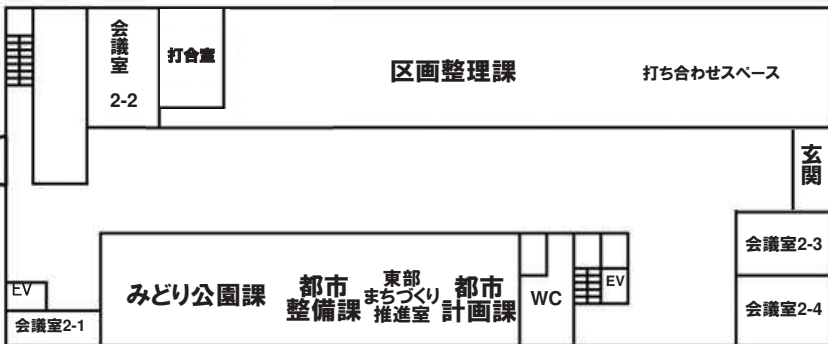 会議室
2-2
打合室
区画整理課
打ち合わせスペース
玄関
会議室2-3
会議室2-4
EV
会議室2-1
みどり公園課
都市
整備課
東部
まちづくり
推進室
都市
計画課
WC
EV